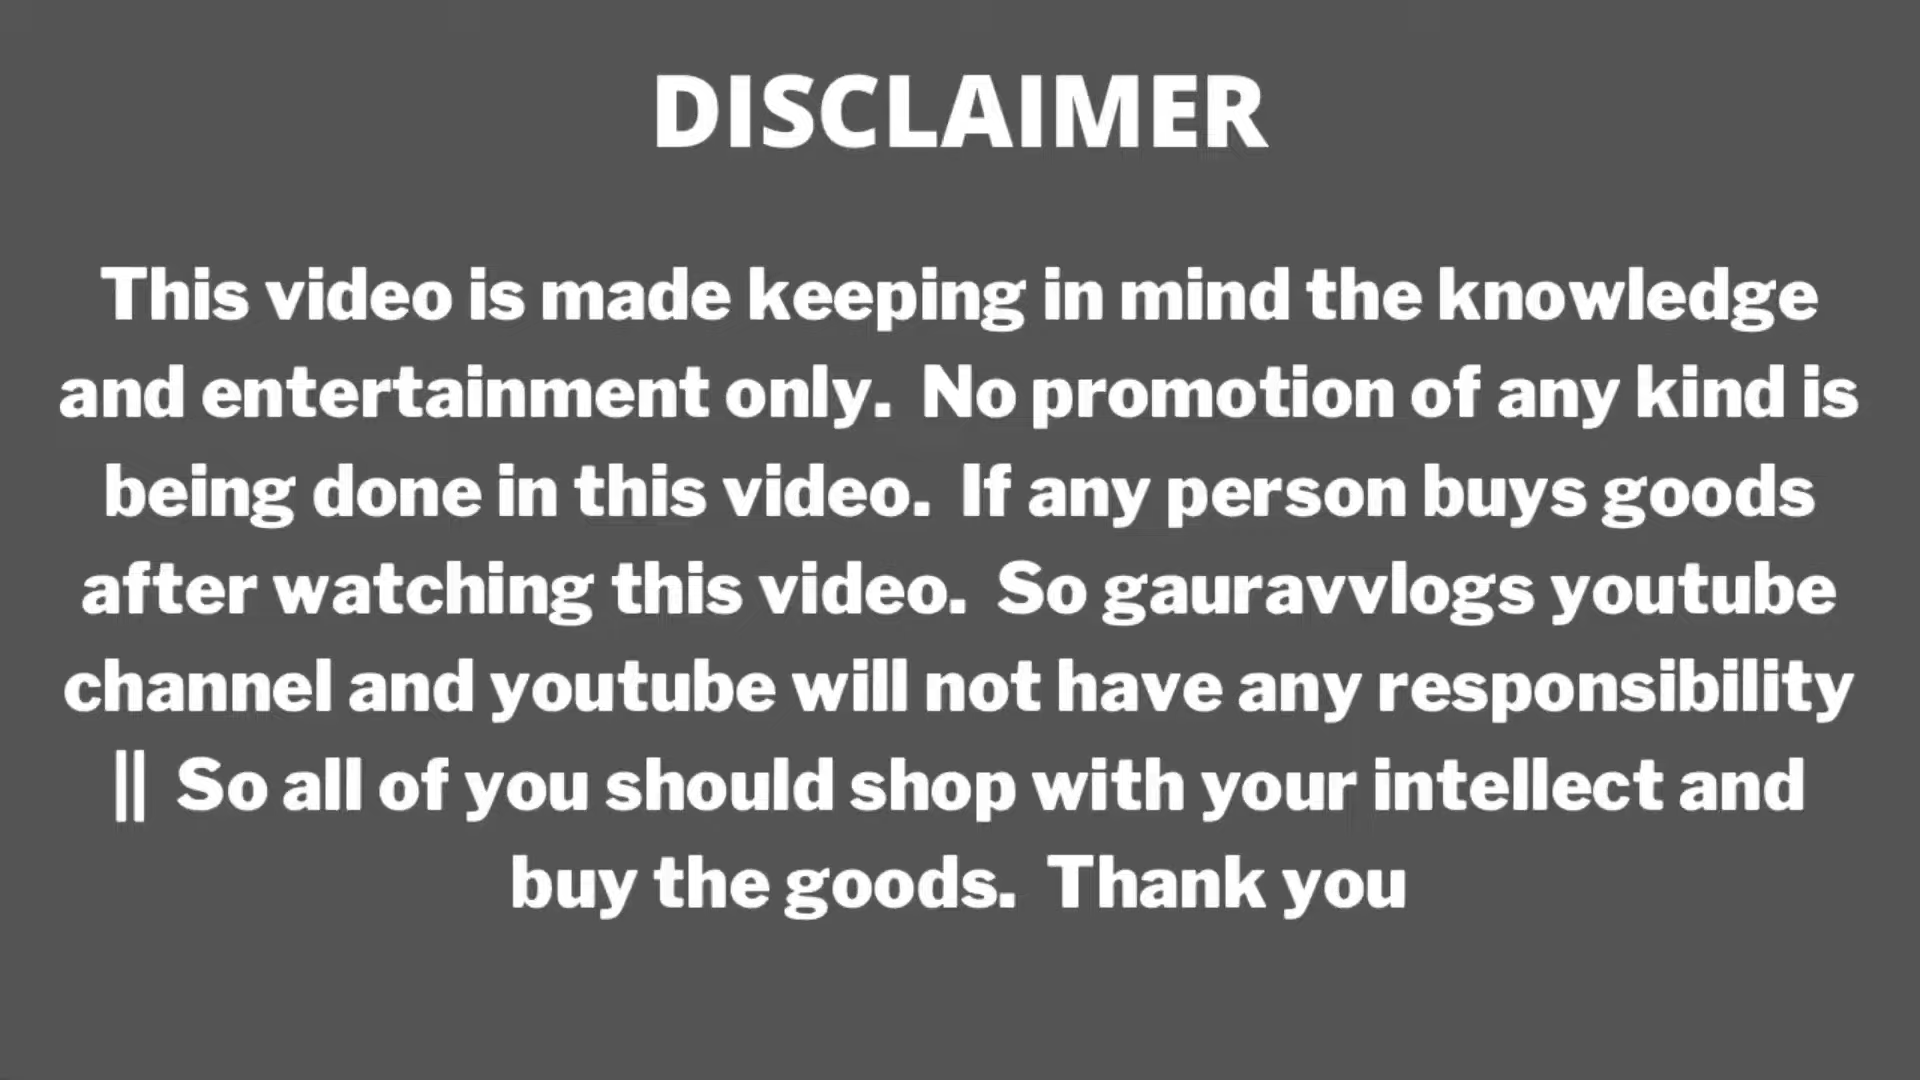 DISCLAIMER
This video is made keeping in mind the knowledge
and entertainment only.  No promotion of any kind is
being done in this video.  If any person buys goods
after watching this video.  So gauravvlogs youtube
channel and youtube will not have any responsibility
||  So all of you should shop with your intellect and
buy the goods.  Thank you